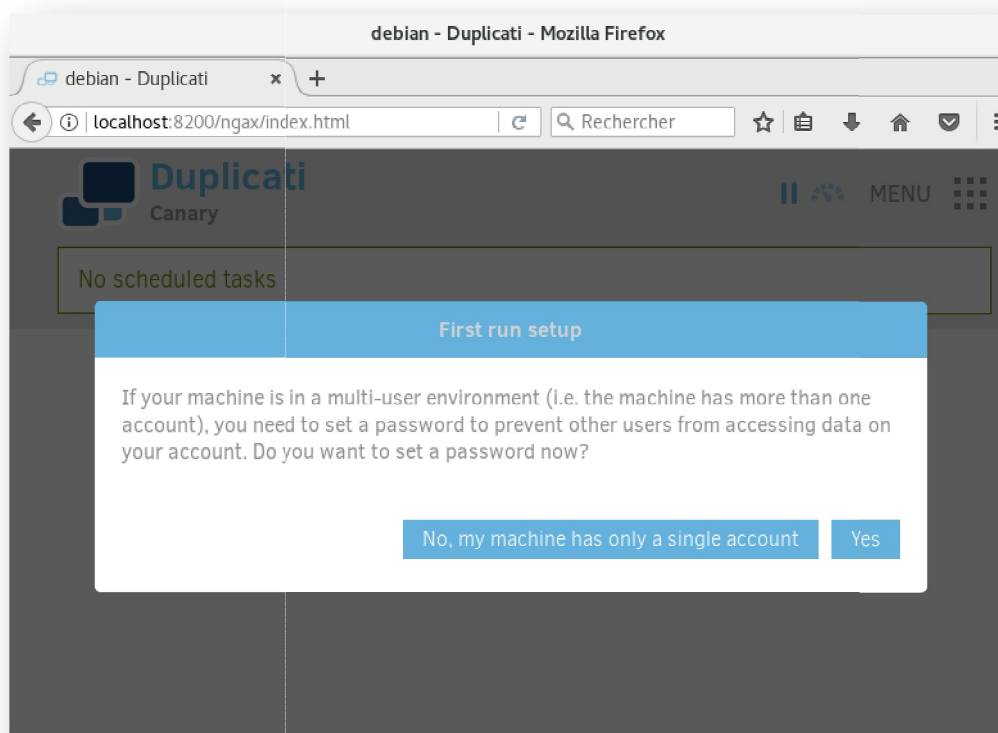 debian - Duplicati - Mozilla Firefox
debian - Duplicati
localhost:8200/ngax/index.html
Rechercher
Duplicati
Canary
MENU
No scheduled tasks
First run setup
If your machine is in a multi-user environment (i.e. the machine has more than one
account), you need to set a password to prevent other users from accessing data on
your account. Do you want to set a password now?
No, my machine has only a single account
Yes